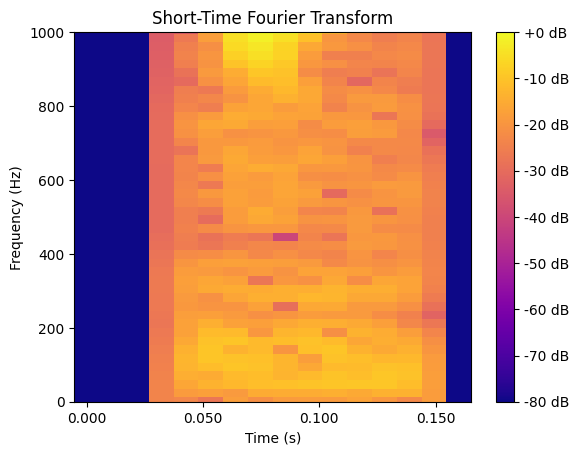 Short-Time Fourier Transform
Frequency (Hz)
1000
800
600
400
200
0
0.000
0.050
0.100
0.150
Time (s)
+0 dB
-10 dB
-20 dB
-30 dB
-40 dB
-50 dB
-60 dB
-70 dB
-80 dB